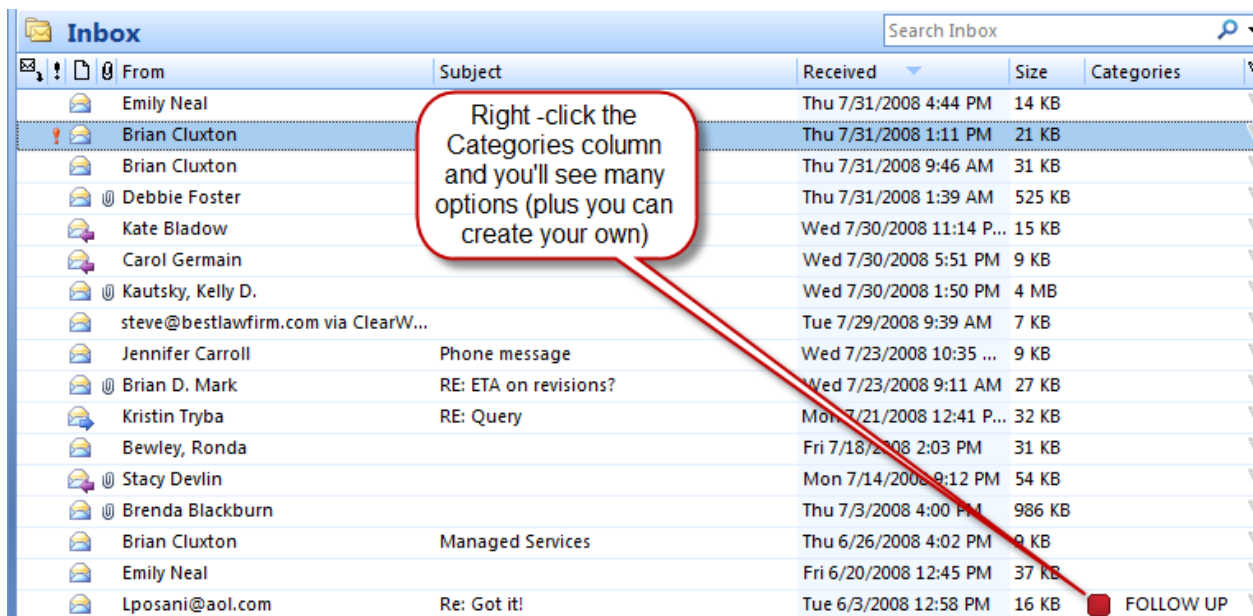 Inbox Search Inbox
! From Subject Received Size Categories
Emily Neal Thu 7/31/2008 4:44 PM 14 KB
! Brian Cluxton Thu 7/31/2008 1:11 PM 21 KB
Brian Cluxton Thu 7/31/2008 9:46 AM 31 KB
Debbie Foster Thu 7/31/2008 1:39 AM 525 KB
Kate Bladow Wed 7/30/2008 11:14 P... 15 KB
Carol Germain Wed 7/30/2008 5:51 PM 9 KB
Kautsky, Kelly D. Wed 7/30/2008 1:50 PM 4 MB
steve@bestlawfirm.com via ClearW... Tue 7/29/2008 9:39 AM 7 KB
Jennifer Carroll Phone message Wed 7/23/2008 10:35 ... 9 KB
Brian D. Mark RE: ETA on revisions? Wed 7/23/2008 9:11 AM 27 KB
Kristin Tryba RE: Query Mon 7/21/2008 12:41 P... 32 KB
Bewley, Ronda Fri 7/18/2008 2:03 PM 31 KB
Stacy Devlin Mon 7/14/2008 9:12 PM 54 KB
Brenda Blackburn Thu 7/3/2008 4:00 PM 986 KB
Brian Cluxton Managed Services Thu 6/26/2008 4:02 PM 9 KB
Emily Neal Fri 6/20/2008 12:45 PM 37 KB
Lposani@aol.com Re: Got it! Tue 6/3/2008 12:58 PM 16 KB FOLLOW UP
Right -click the
Categories column
and you'll see many
options (plus you can
create your own)